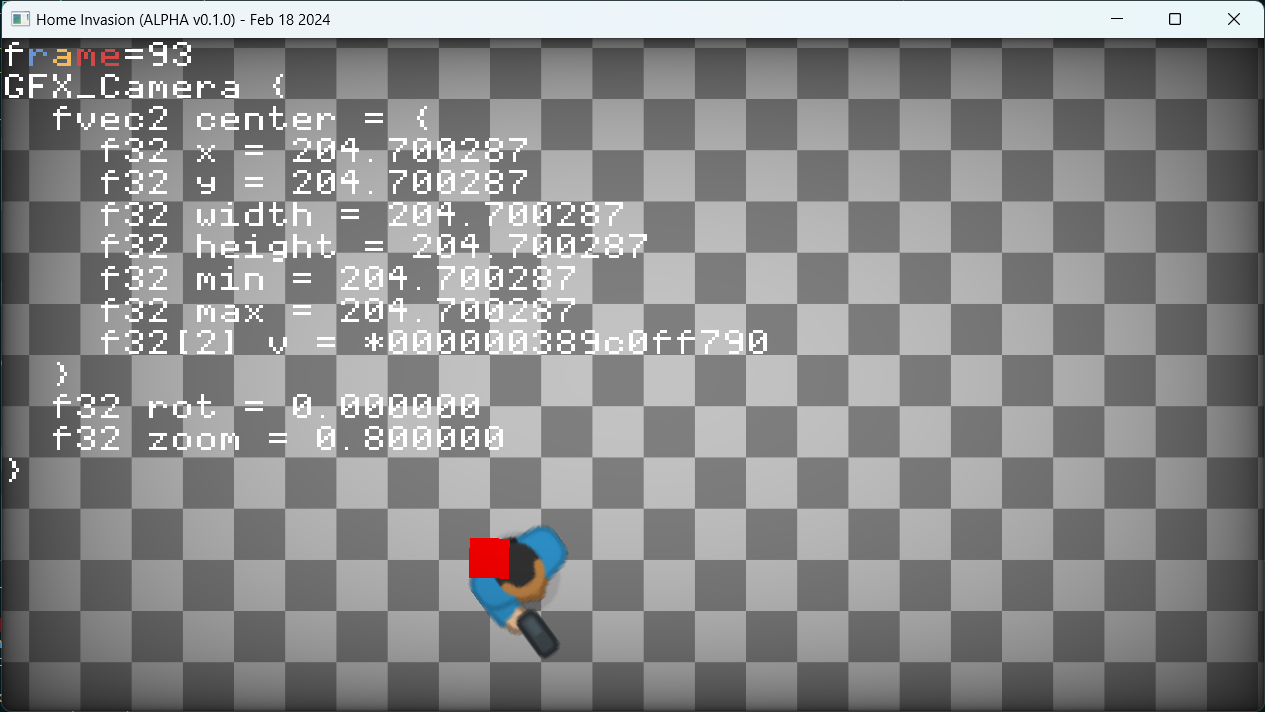 Home Invasion (ALPHA v0.1.0) - Feb 18 2024
frame=93
GFX_Camera {
  fvec2 center = {
    f32 x = 204.700287
    f32 y = 204.700287
    f32 width = 204.700287
    f32 height = 204.700287
    f32 min = 204.700287
    f32 max = 204.700287
    f32[2] v = *000000389c0ff790
  }
  f32 rot = 0.000000
  f32 zoom = 0.800000
}